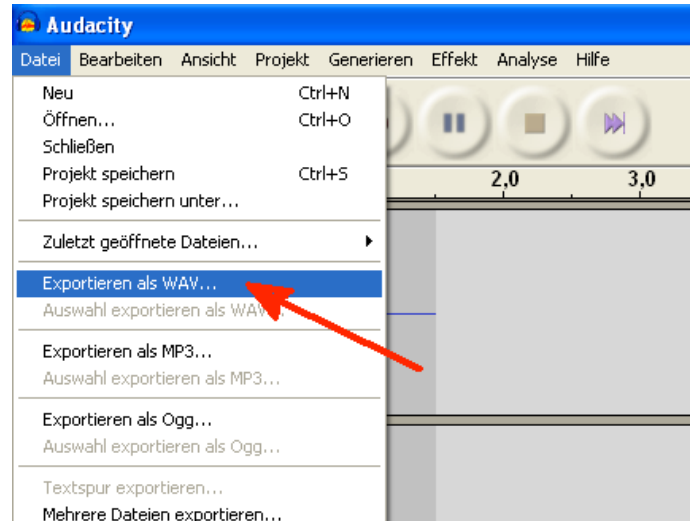 Audacity
Datei Bearbeiten Ansicht Projekt Generieren Effekt Analyse Hilfe
Neu Ctrl+N
Öffnen... Ctrl+O
Schließen
Projekt speichern Ctrl+S
Projekt speichern unter...
2,0 3,0
Zuletzt geöffnete Dateien...
Exportieren als WAV...
Auswahl exportieren als WAV...
Exportieren als MP3...
Auswahl exportieren als MP3...
Exportieren als Ogg...
Auswahl exportieren als Ogg...
Textspur exportieren...
Mehrere Dateien exportieren...